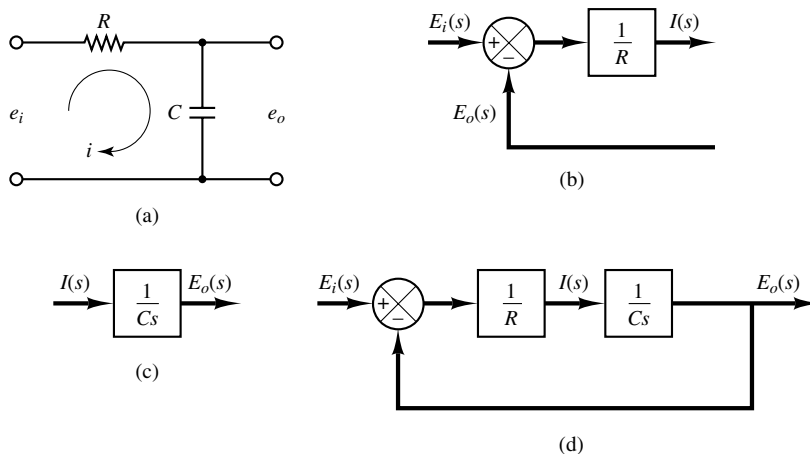 R
e_i
C
e_o
i
(a)
E_i(s)
+
−
1
R
I(s)
E_o(s)
(b)
I(s)
1
Cs
E_o(s)
(c)
E_i(s)
+
−
1
R
I(s)
1
Cs
E_o(s)
(d)